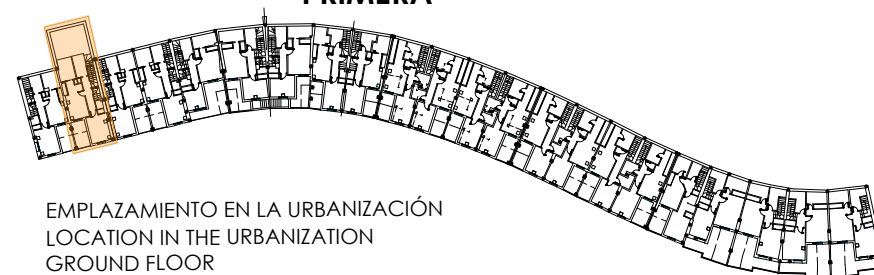 PRIMERA
EMPLAZAMIENTO EN LA URBANIZACIÓN
LOCATION IN THE URBANIZATION
GROUND FLOOR